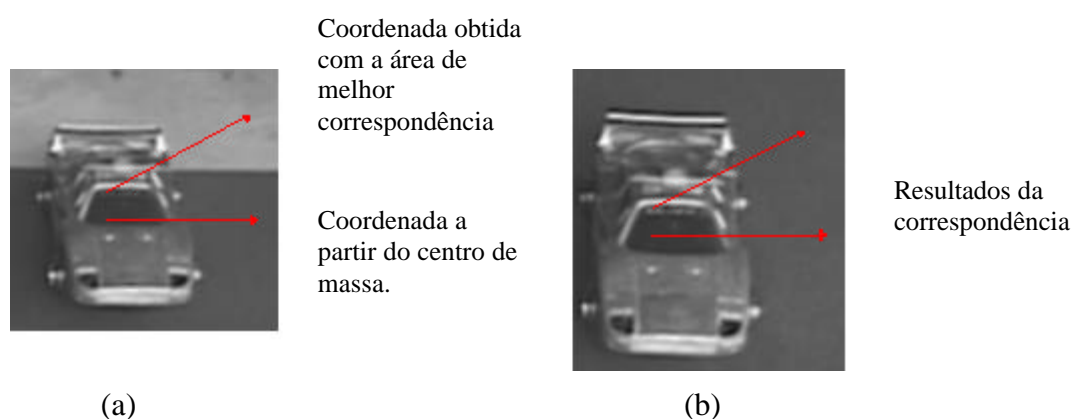 Coordenada obtida
com a área de
melhor
correspondência
Coordenada a
partir do centro de
massa.
Resultados da
correspondência
(a)
(b)